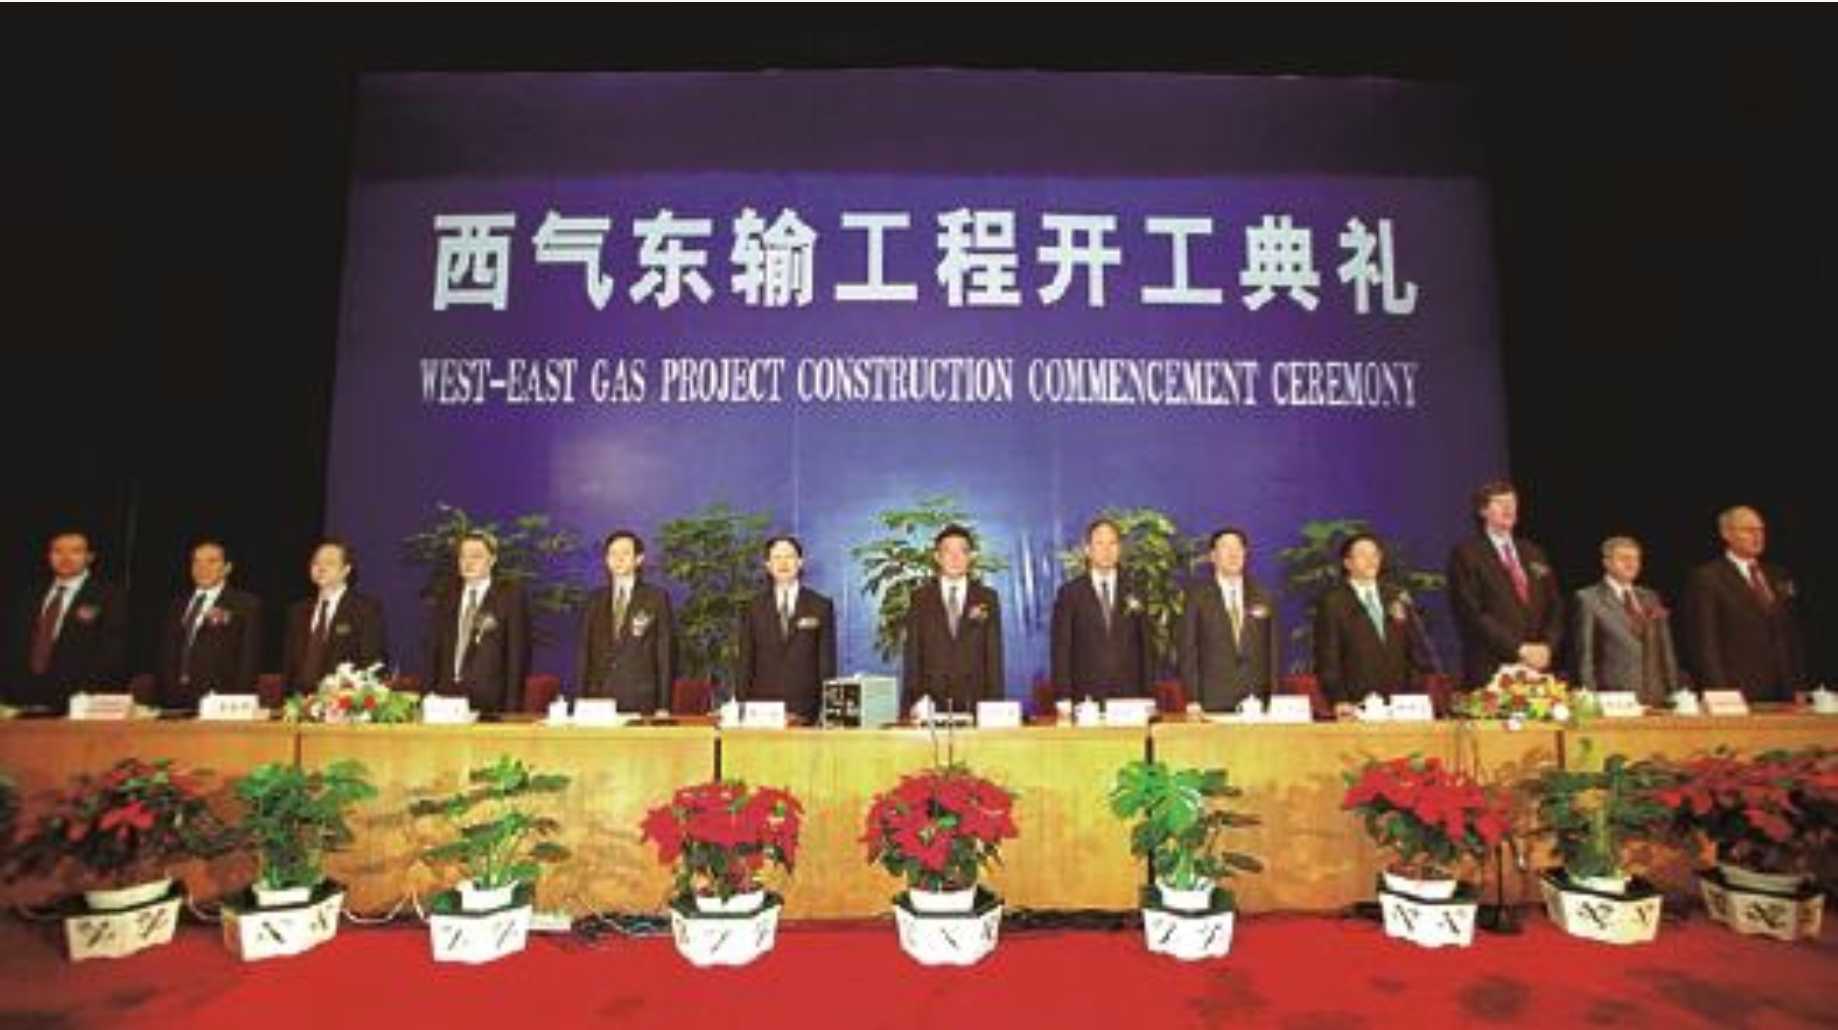 西气东输工程开工典礼
WEST-EAST GAS PROJECT CONSTRUCTION COMMENCEMENT CEREMONY